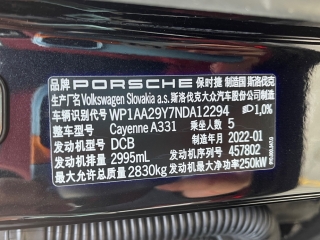 品牌 PORSCHE 保时捷 制造国 斯洛伐克
生产厂名 Volkswagen Slovakia a.s. 斯洛伐克大众汽车股份公司制造
车辆识别代号 WP1AA29Y7NDA12294 1,0%
整车型号 Cayenne A331 乘坐人数 5
发动机型号 DCB 制造年月 2022-01
发动机排量 2995mL 发动机序列号 457802
最大允许总质量 2830kg 发动机最大净功率 250kW